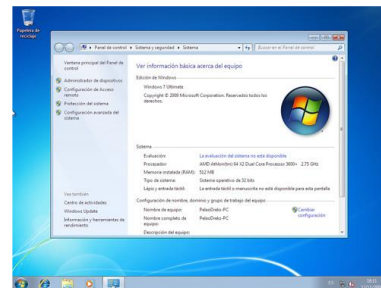 Papelera de
reciclaje
Panel de control ▸ Sistema y seguridad ▸ Sistema
Buscar en el Panel de control
Ventana principal del Panel de
control
Administrador de dispositivos
Configuración de Acceso
remoto
Protección del sistema
Configuración avanzada del
sistema
Vea también
Centro de actividades
Windows Update
Información y herramientas de
rendimiento
Ver información básica acerca del equipo
Edición de Windows
Windows 7 Ultimate
Copyright © 2009 Microsoft Corporation. Reservados todos los
derechos.
Sistema
Evaluación: La evaluación del sistema no está disponible
Procesador: AMD Athlon(tm) 64 X2 Dual Core Processor 3600+ 2.75 GHz
Memoria instalada (RAM): 512 MB
Tipo de sistema: Sistema operativo de 32 bits
Lápiz y entrada táctil: La entrada táctil o manuscrita no está disponible para esta pantalla
Configuración de nombre, dominio y grupo de trabajo del equipo
Nombre de equipo: PelasDisko-PC
Cambiar
configuración
Nombre completo de
equipo: PelasDisko-PC
Descripción del equipo: